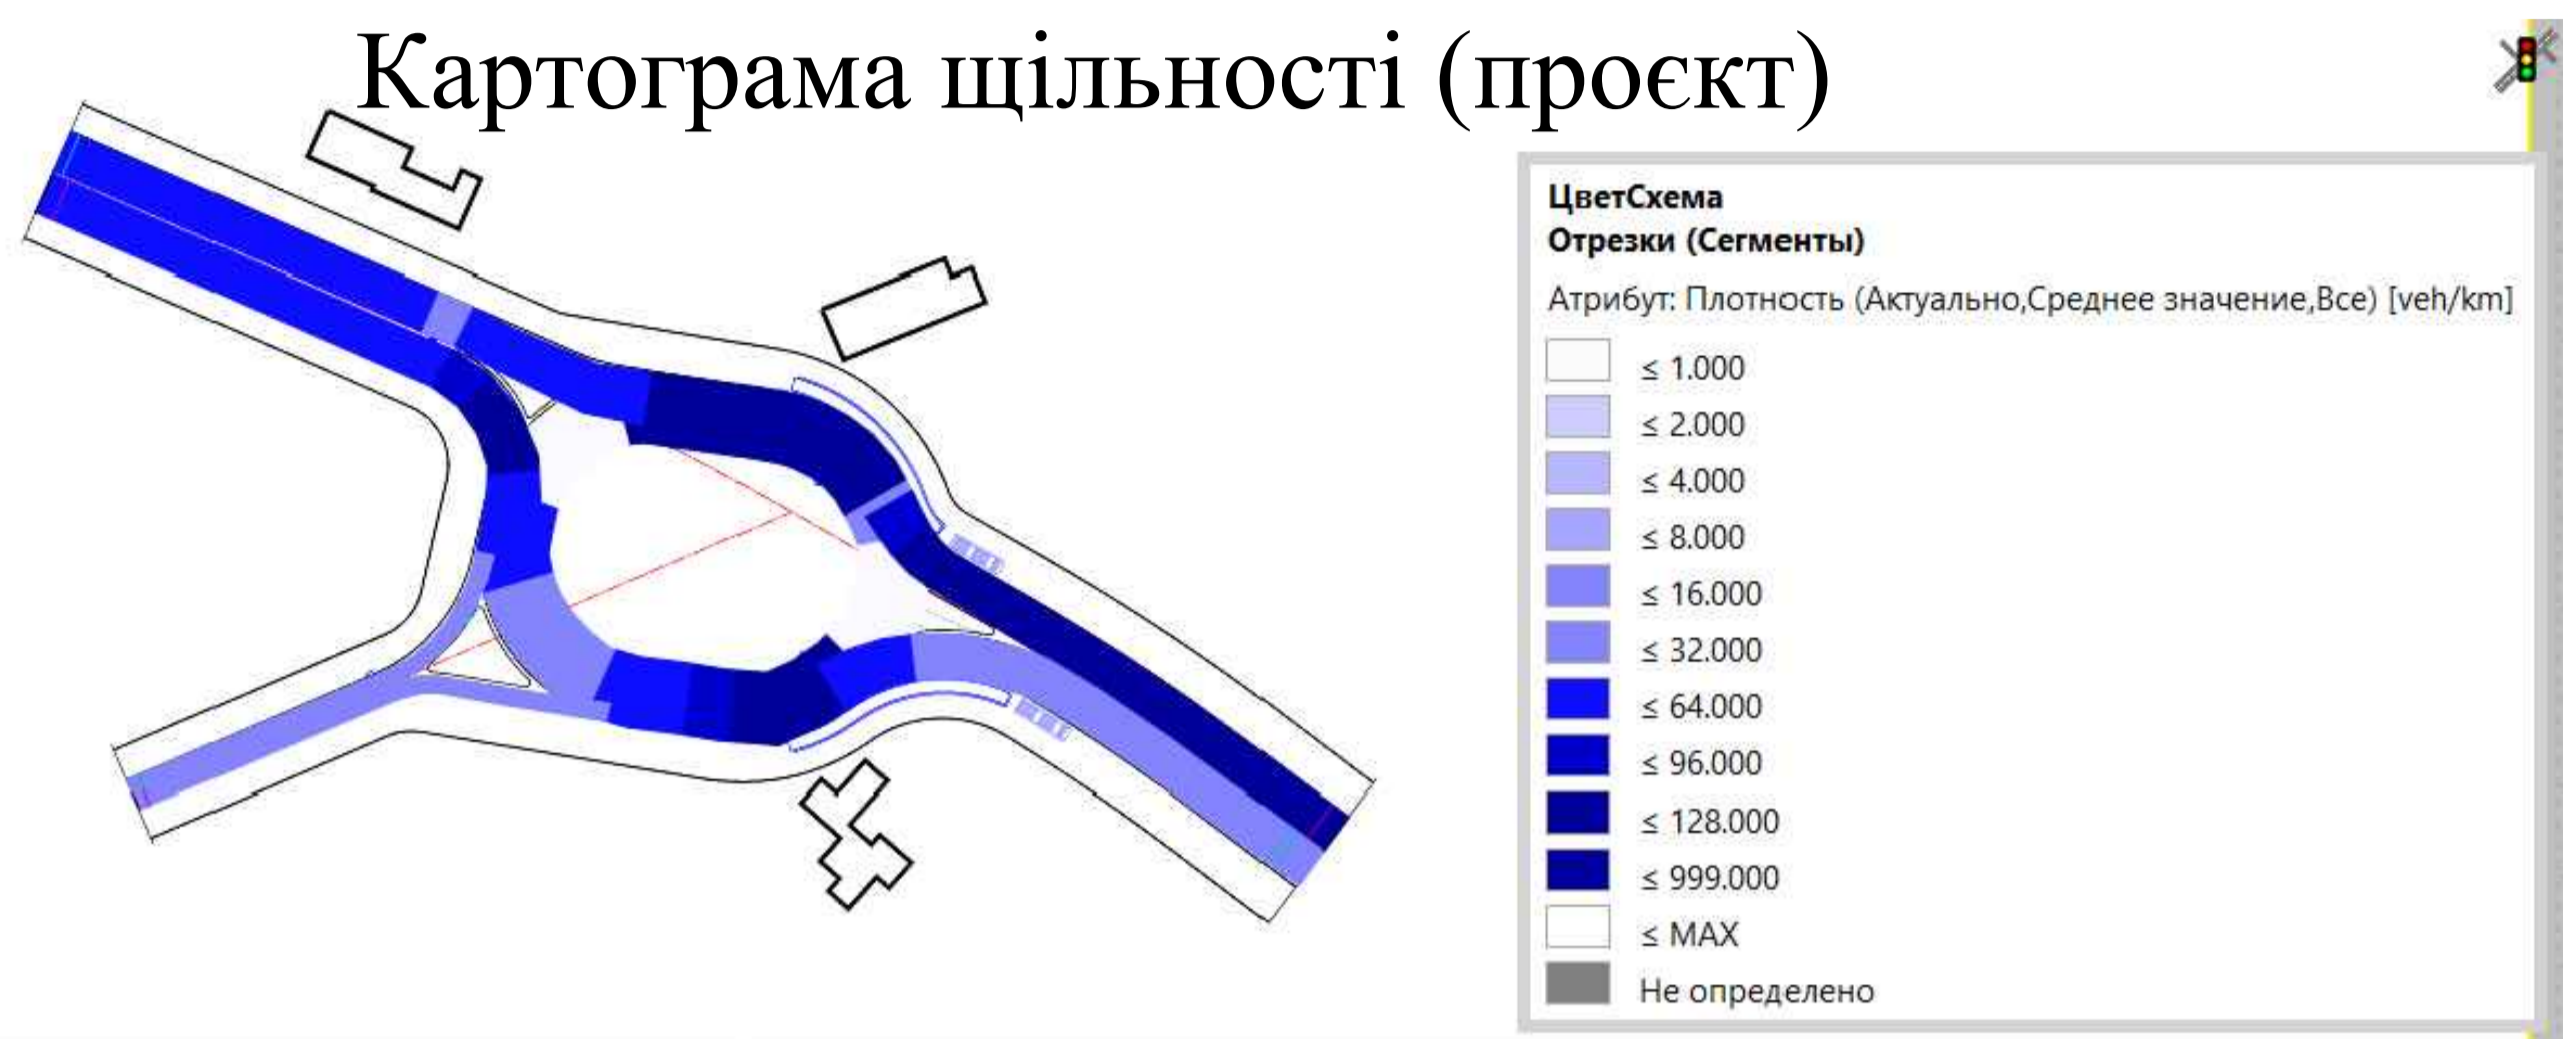 Картограма щільності (проєкт)
ЦветСхема
Отрезки (Сегменты)
Атрибут: Плотность (Актуально,Среднее значение,Все) [veh/km]
≤ 1.000
≤ 2.000
≤ 4.000
≤ 8.000
≤ 16.000
≤ 32.000
≤ 64.000
≤ 96.000
≤ 128.000
≤ 999.000
≤ MAX
Не определено